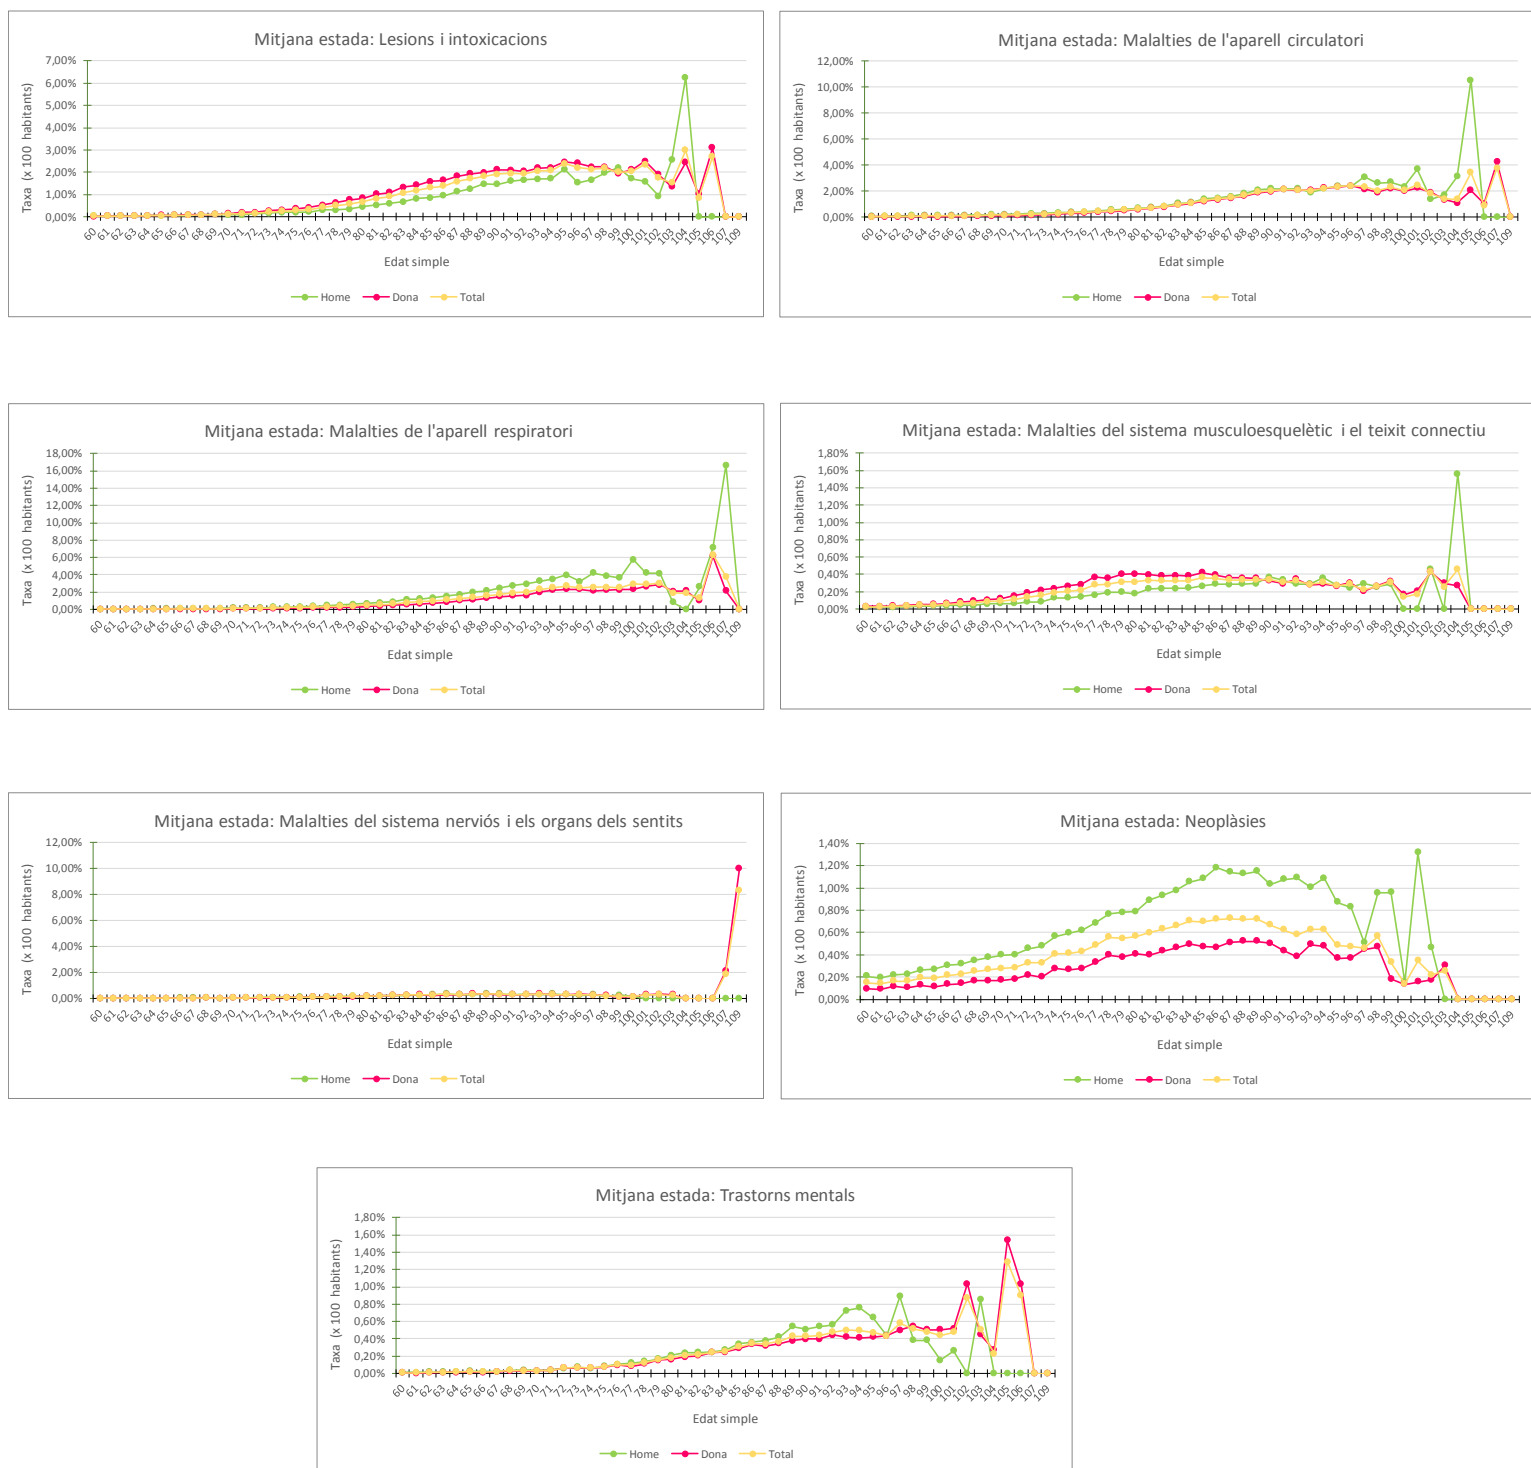 Mitjana estada: Lesions i intoxicacions
Taxa (x 100 habitants)
7,00%
6,00%
5,00%
4,00%
3,00%
2,00%
1,00%
0,00%
60 61 62 63 64 65 66 67 68 69 70 71 72 73 74 75 76 77 78 79 80 81 82 83 84 85 86 87 88 89 90 91 92 93 94 95 96 97 98 99 100 101 102 103 104 105 106 107 109
Edat simple
Home Dona Total
Mitjana estada: Malalties de l'aparell circulatori
Taxa (x 100 habitants)
12,00%
10,00%
8,00%
6,00%
4,00%
2,00%
0,00%
60 61 62 63 64 65 66 67 68 69 70 71 72 73 74 75 76 77 78 79 80 81 82 83 84 85 86 87 88 89 90 91 92 93 94 95 96 97 98 99 100 101 102 103 104 105 106 107 109
Edat simple
Home Dona Total
Mitjana estada: Malalties de l'aparell respiratori
Taxa (x 100 habitants)
18,00%
16,00%
14,00%
12,00%
10,00%
8,00%
6,00%
4,00%
2,00%
0,00%
60 61 62 63 64 65 66 67 68 69 70 71 72 73 74 75 76 77 78 79 80 81 82 83 84 85 86 87 88 89 90 91 92 93 94 95 96 97 98 99 100 101 102 103 104 105 106 107 109
Edat simple
Home Dona Total
Mitjana estada: Malalties del sistema musculoesquelètic i el teixit connectiu
Taxa (x 100 habitants)
1,80%
1,60%
1,40%
1,20%
1,00%
0,80%
0,60%
0,40%
0,20%
0,00%
60 61 62 63 64 65 66 67 68 69 70 71 72 73 74 75 76 77 78 79 80 81 82 83 84 85 86 87 88 89 90 91 92 93 94 95 96 97 98 99 100 101 102 103 104 105 106 107 109
Edat simple
Home Dona Total
Mitjana estada: Malalties del sistema nerviós i els organs dels sentits
Taxa (x 100 habitants)
12,00%
10,00%
8,00%
6,00%
4,00%
2,00%
0,00%
60 61 62 63 64 65 66 67 68 69 70 71 72 73 74 75 76 77 78 79 80 81 82 83 84 85 86 87 88 89 90 91 92 93 94 95 96 97 98 99 100 101 102 103 104 105 106 107 109
Edat simple
Home Dona Total
Mitjana estada: Neoplàsies
Taxa (x 100 habitants)
1,40%
1,20%
1,00%
0,80%
0,60%
0,40%
0,20%
0,00%
60 61 62 63 64 65 66 67 68 69 70 71 72 73 74 75 76 77 78 79 80 81 82 83 84 85 86 87 88 89 90 91 92 93 94 95 96 97 98 99 100 101 102 103 104 105 106 107 109
Edat simple
Home Dona Total
Mitjana estada: Trastorns mentals
Taxa (x 100 habitants)
1,80%
1,60%
1,40%
1,20%
1,00%
0,80%
0,60%
0,40%
0,20%
0,00%
60 61 62 63 64 65 66 67 68 69 70 71 72 73 74 75 76 77 78 79 80 81 82 83 84 85 86 87 88 89 90 91 92 93 94 95 96 97 98 99 100 101 102 103 104 105 106 107 109
Edat simple
Home Dona Total